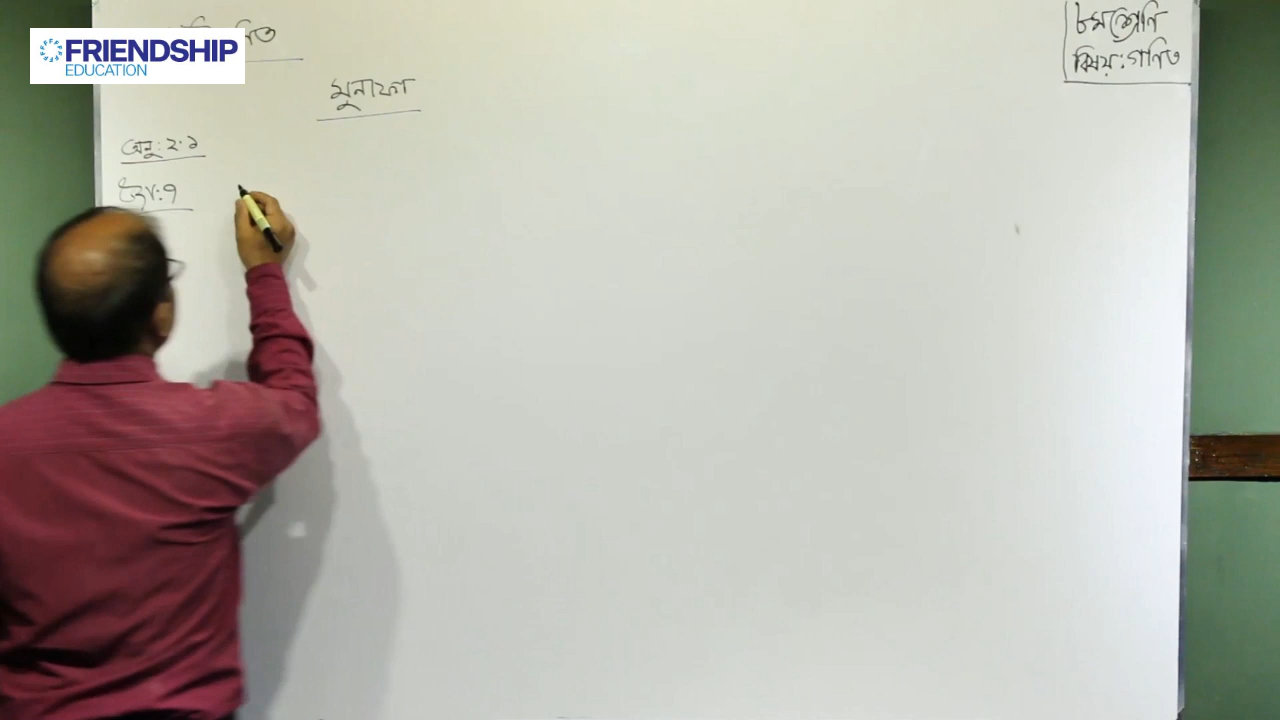 FRIENDSHIP
EDUCATION
৮ম শ্রেণি
বিষয়: গণিত
মুনাফা
অনু: ২.১
উদা: ৭